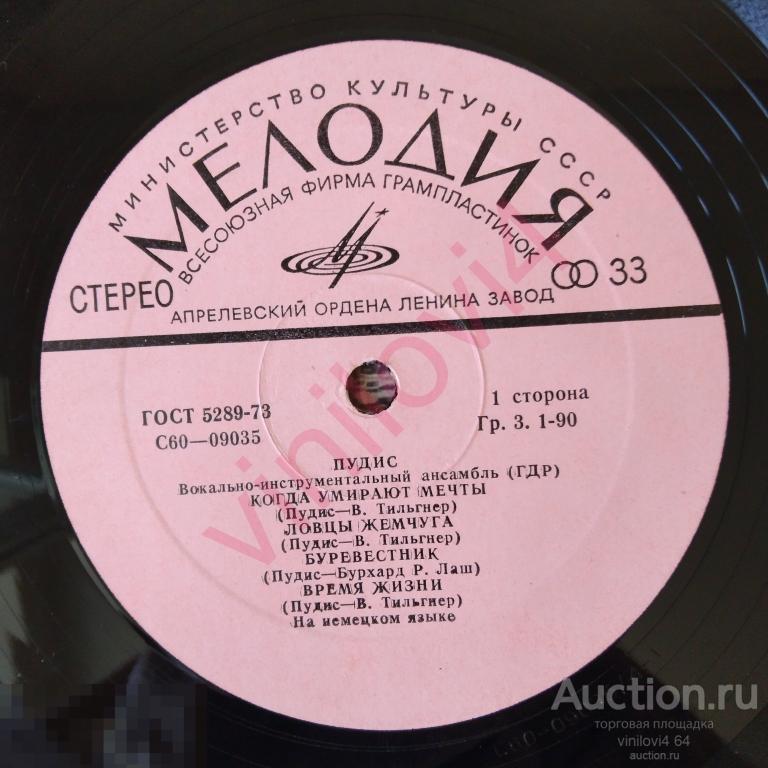 МИНИСТЕРСТВО КУЛЬТУРЫ СССР
МЕЛОДИЯ
ВСЕСОЮЗНАЯ ФИРМА ГРАМПЛАСТИНОК
СТЕРЕО
33
АПРЕЛЕВСКИЙ ОРДЕНА ЛЕНИНА ЗАВОД
ГОСТ 5289-73
С60—09035
1 сторона
Гр. 3. 1-90
ПУДИС
Вокально-инструментальный ансамбль (ГДР)
КОГДА УМИРАЮТ МЕЧТЫ
(Пудис—В. Тильгнер)
ЛОВЦЫ ЖЕМЧУГА
(Пудис—В. Тильгнер)
БУРЕВЕСТНИК
(Пудис—Бурхард Р. Лаш)
ВРЕМЯ ЖИЗНИ
(Пудис—В. Тильгнер)
На немецком языке
vinilovi4
Auction.ru
торговая площадка
vinilovi4 64
auction.ru